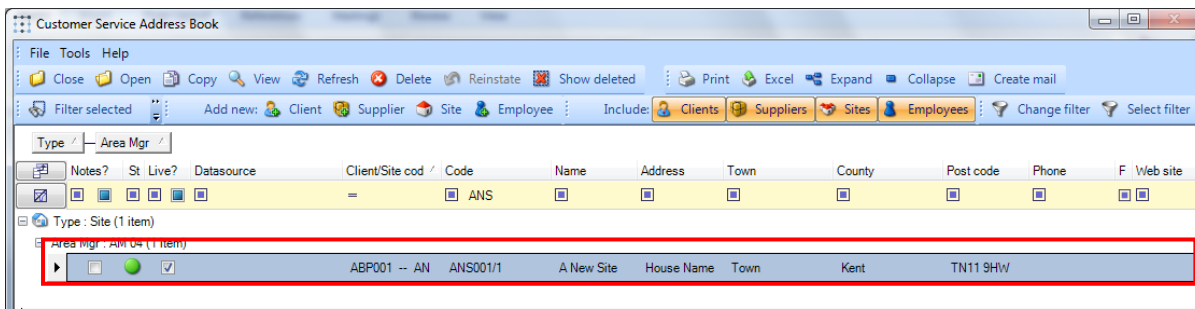 Customer Service Address Book
File Tools Help
Close Open Copy View Refresh Delete Reinstate Show deleted Print Excel Expand Collapse Create mail
Filter selected Add new: Client Supplier Site Employee Include: Clients Suppliers Sites Employees Change filter Select filter
Type Area Mgr
Notes? St Live? Datasource Client/Site cod Code Name Address Town County Post code Phone F Web site
= ANS
Type : Site (1 item)
Area Mgr : AM 04 (1 item)
ABP001 -- AN ANS001/1 A New Site House Name Town Kent TN11 9HW